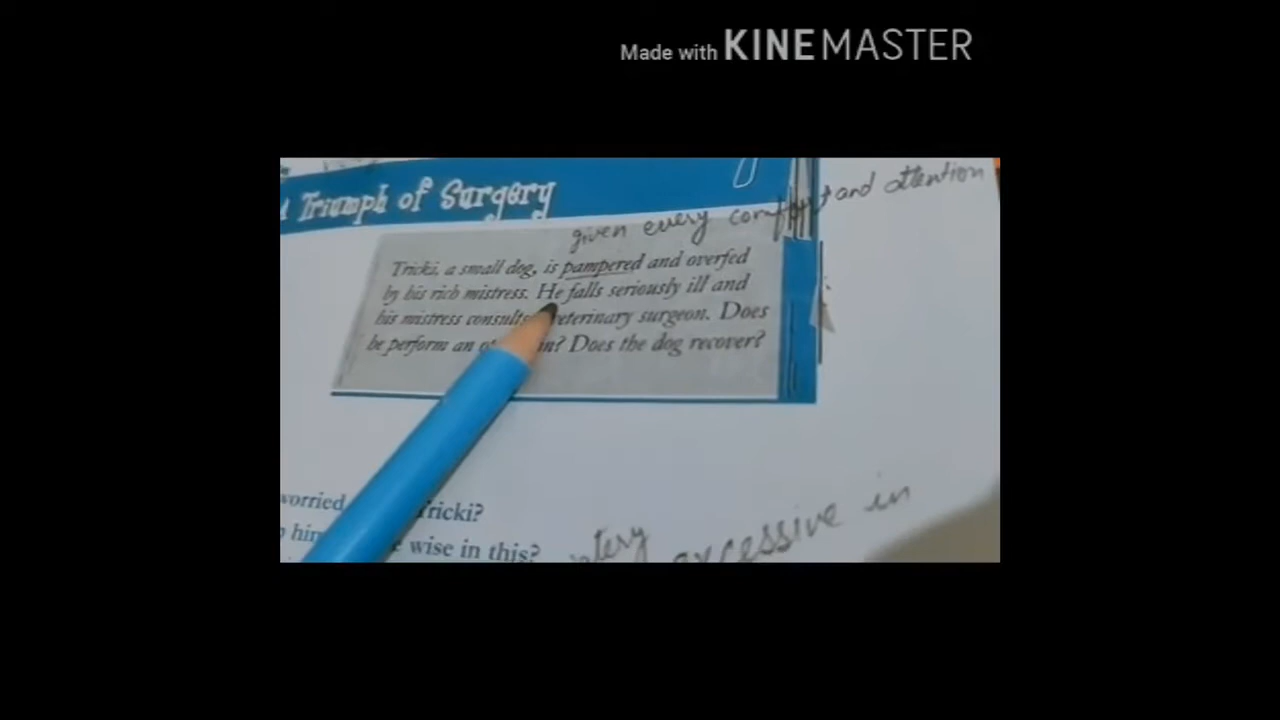 Made with KINEMASTER
Triumph of Surgery
given every comfort and attention
Tricki, a small dog, is pampered and overfed
by his rich mistress. He falls seriously ill and
his mistress consults veterinary surgeon. Does
he perform an in? Does the dog recover?
worried Tricki?
wise in this?
excessive in